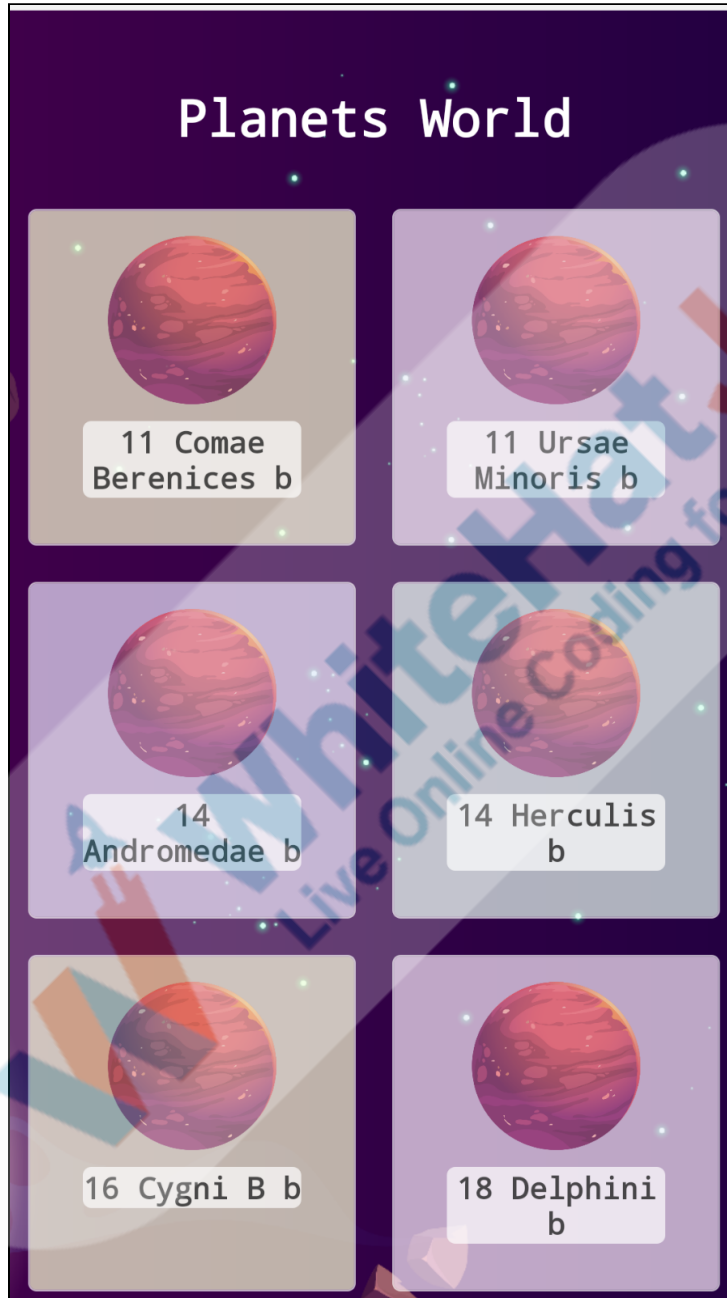 Planets World
11 Comae
Berenices b
11 Ursae
Minoris b
14
Andromedae b
14 Herculis
b
16 Cygni B b
18 Delphini
b
WhiteHat
Live Online Coding for